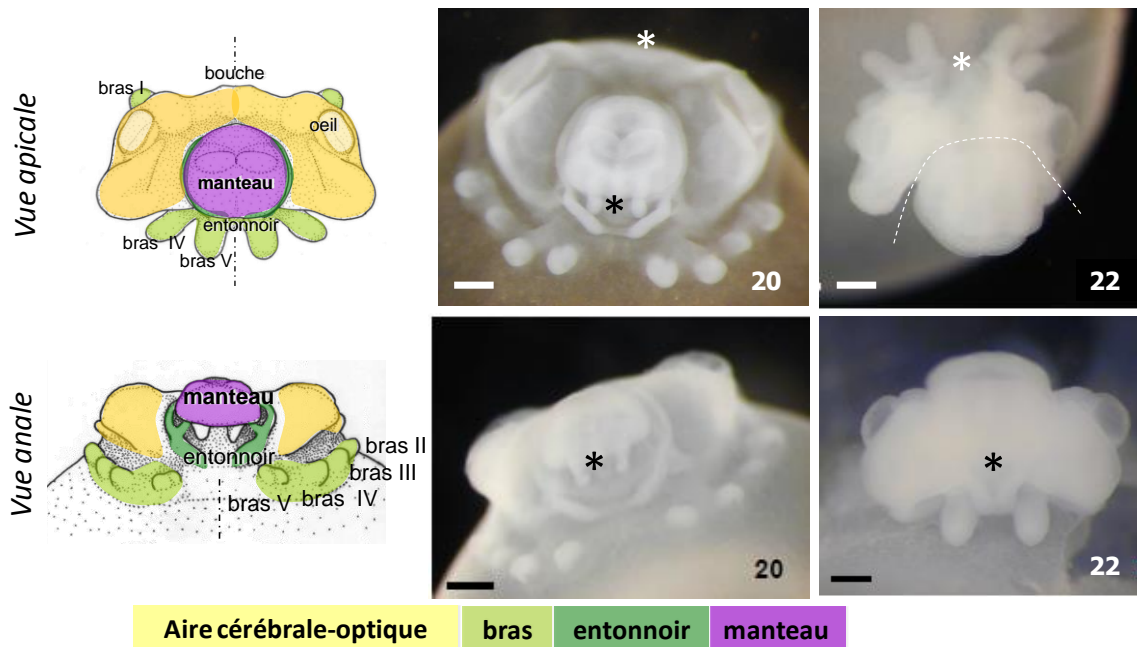 Vue apicale
bouche
bras I
oeil
manteau
entonnoir
bras IV
bras V
*
*
20
*
22
Vue anale
manteau
entonnoir
bras II
bras III
bras V bras IV
*
20
*
22
Aire cérébrale-optique bras entonnoir manteau